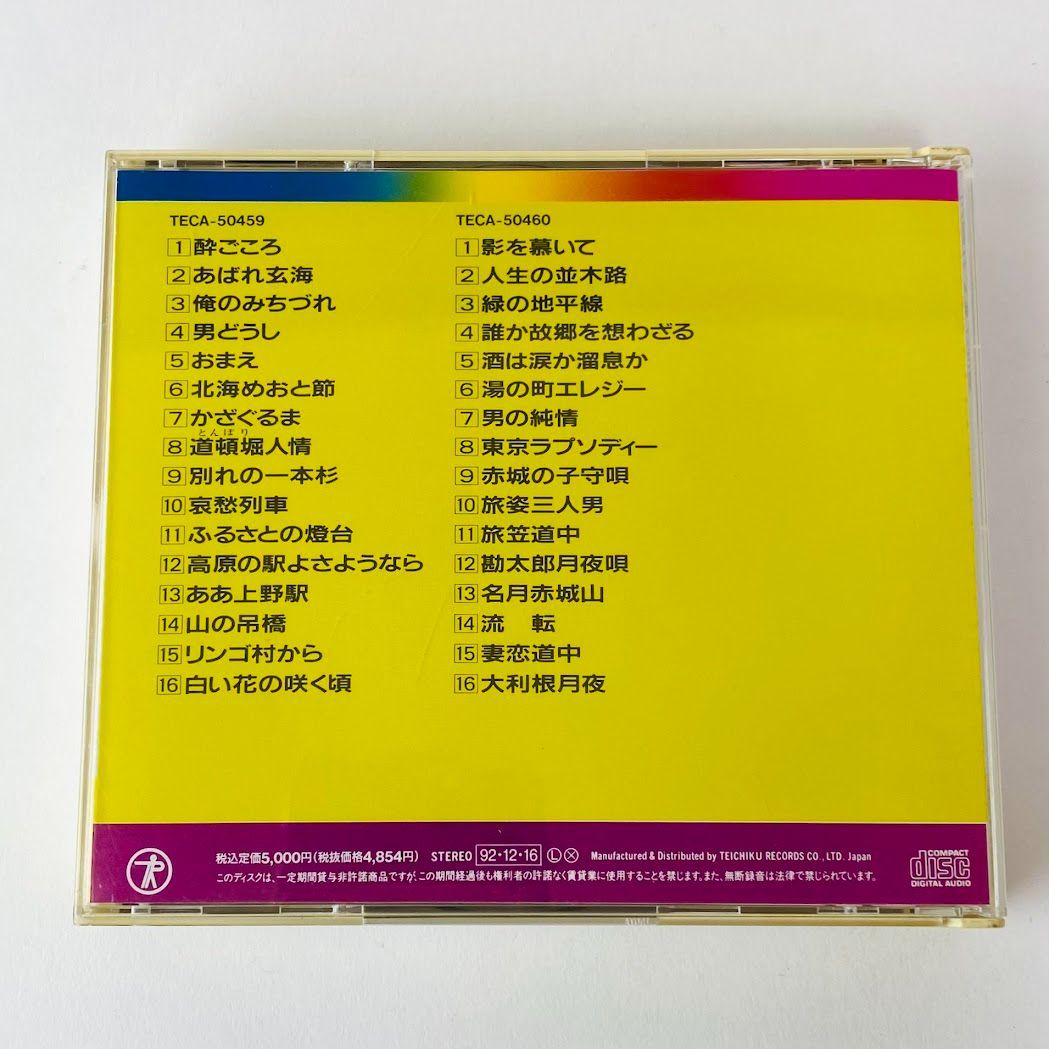 TECA-50459
1 酔ごころ
2 あばれ玄海
3 俺のみちづれ
4 男どうし
5 おまえ
6 北海めおと節
7 かざぐるま
とんぼり
8 道頓堀人情
9 別れの一本杉
10 哀愁列車
11 ふるさとの燈台
12 高原の駅よさようなら
13 ああ上野駅
14 山の吊橋
15 リンゴ村から
16 白い花の咲く頃
TECA-50460
1 影を慕いて
2 人生の並木路
3 緑の地平線
4 誰か故郷を想わざる
5 酒は涙か溜息か
6 湯の町エレジー
7 男の純情
8 東京ラプソディー
9 赤城の子守唄
10 旅姿三人男
11 旅笠道中
12 勘太郎月夜唄
13 名月赤城山
14 流 転
15 妻恋道中
16 大利根月夜
税込定価5,000円(税抜価格4,854円) STEREO 92・12・16 Ⓛ Ⓧ Manufactured & Distributed by TEICHIKU RECORDS CO., LTD. Japan
このディスクは、一定期間貸与非許諾商品ですが、この期間経過後も権利者の許諾なく賃貸業に使用することを禁じます。また、無断録音は法律で禁じられています。
COMPACT
disc
DIGITAL AUDIO